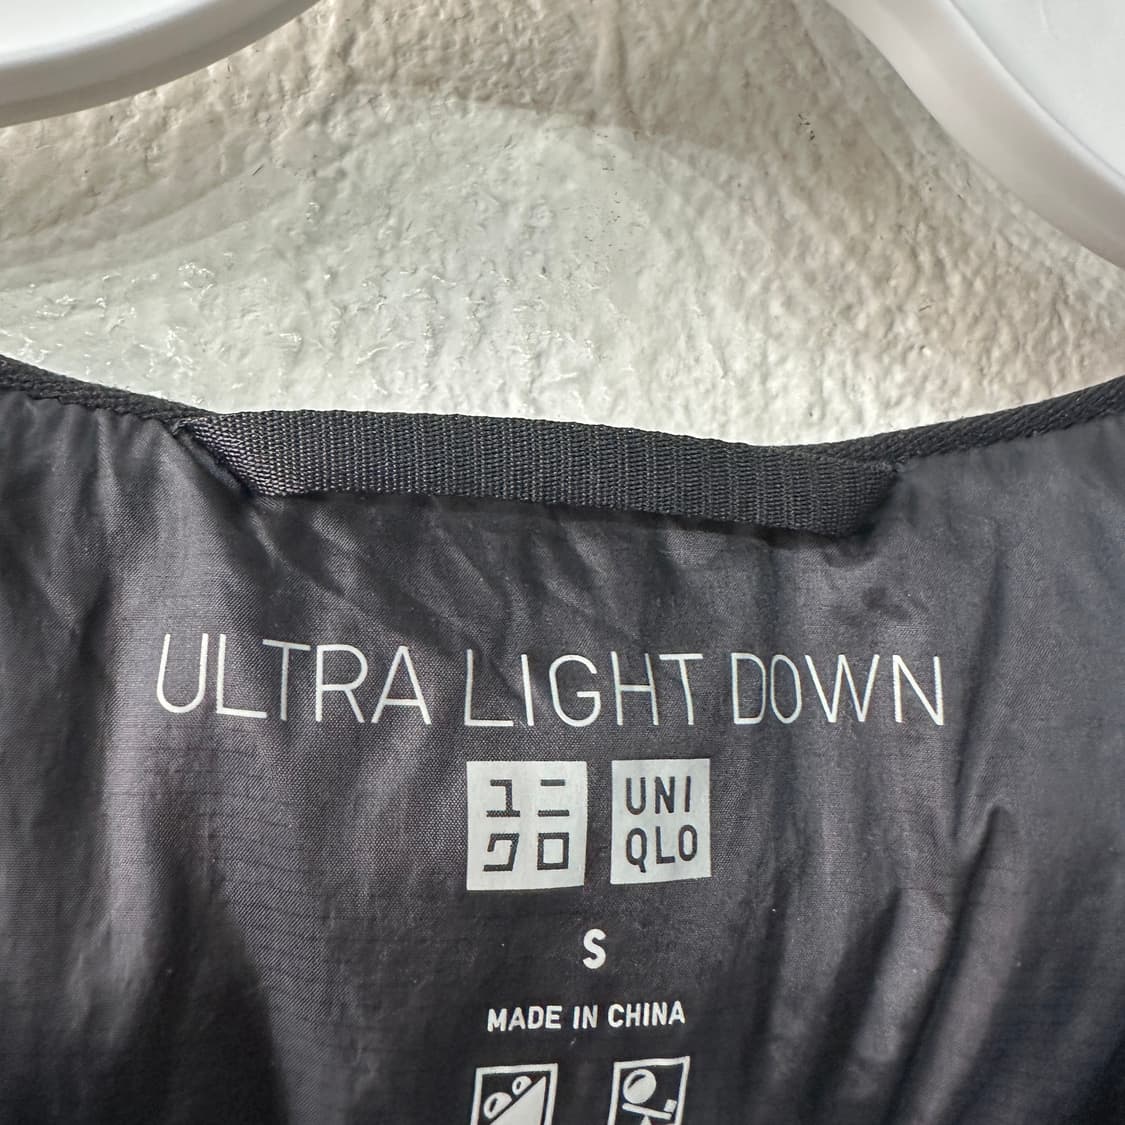 ULTRA LIGHT DOWN
ユニ UNI
クロ QLO
S
MADE IN CHINA